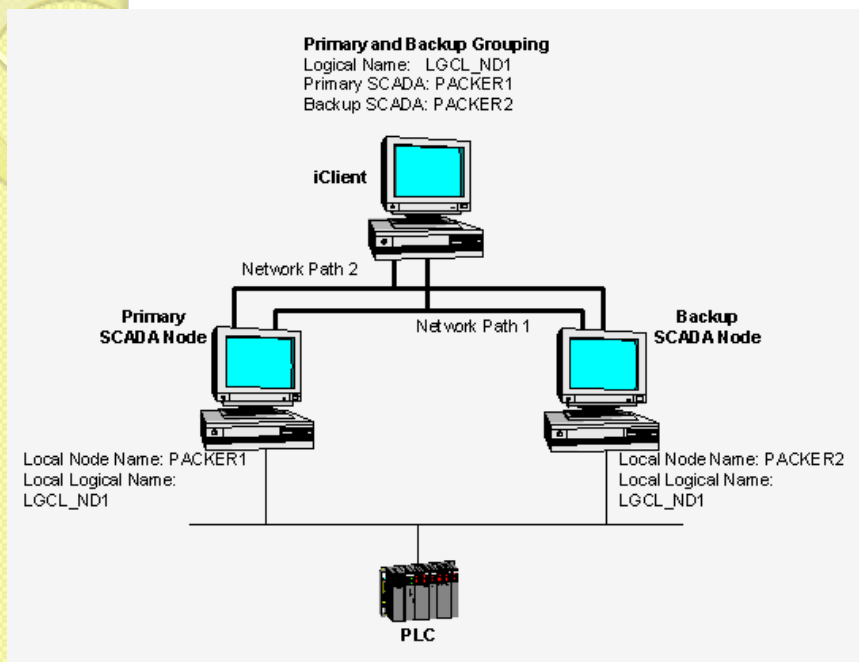 Primary and Backup Grouping
Logical Name: LGCL_ND1
Primary SCADA: PACKER1
Backup SCADA: PACKER2
iClient
Network Path 2
Network Path 1
Primary
SCADA Node
Backup
SCADA Node
Local Node Name: PACKER1
Local Logical Name:
LGCL_ND1
Local Node Name: PACKER2
Local Logical Name:
LGCL_ND1
PLC